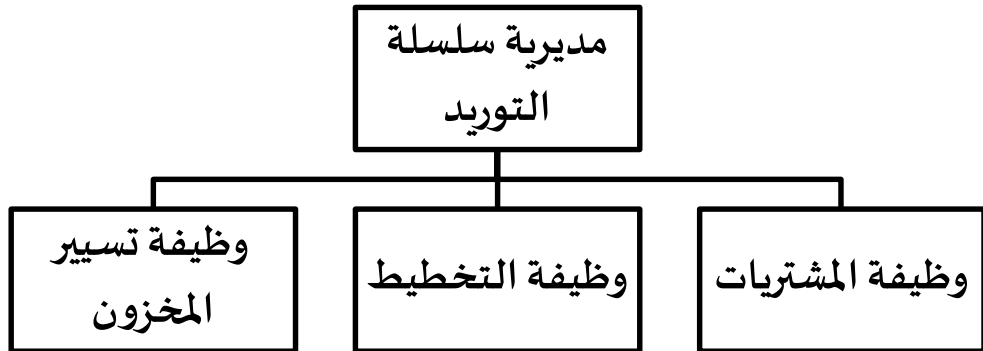 مديرية سلسلة
التوريد
وظيفة المشتريات
وظيفة التخطيط
وظيفة تسيير
المخزون